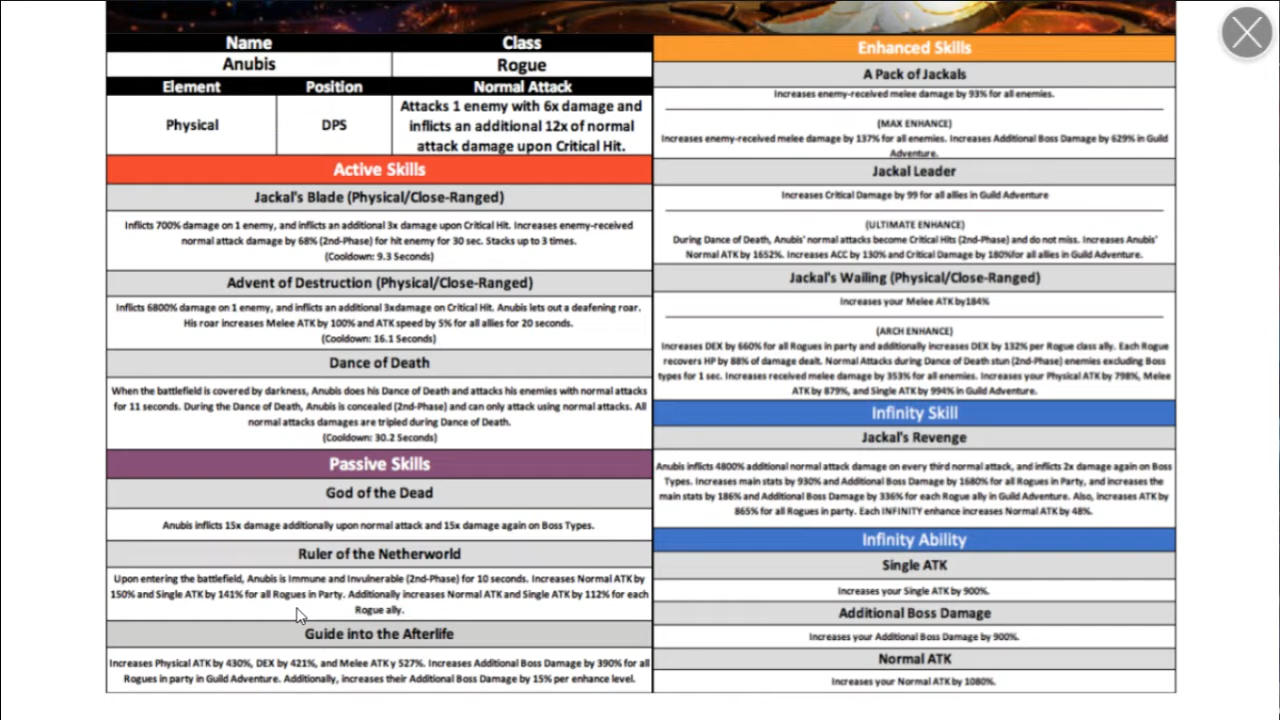 Name
Class
Anubis
Rogue
Element
Position
Normal Attack
Physical
DPS
Attacks 1 enemy with 6x damage and
inflicts an additional 12x of normal
attack damage upon Critical Hit.
Active Skills
Jackal's Blade (Physical/Close-Ranged)
Inflicts 700% damage on 1 enemy, and inflicts an additional 3x damage upon Critical Hit. Increases enemy-received
normal attack damage by 68% (2nd-Phase) for hit enemy for 30 sec. Stacks up to 3 times.
(Cooldown: 9.3 Seconds)
Advent of Destruction (Physical/Close-Ranged)
Inflicts 6800% damage on 1 enemy, and inflicts an additional 3xdamage on Critical Hit. Anubis lets out a deafening roar.
His roar increases Melee ATK by 100% and ATK speed by 5% for all allies for 20 seconds.
(Cooldown: 16.1 Seconds)
Dance of Death
When the battlefield is covered by darkness, Anubis does his Dance of Death and attacks his enemies with normal attacks
for 11 seconds. During the Dance of Death, Anubis is concealed (2nd-Phase) and can only attack using normal attacks. All
normal attacks damages are tripled during Dance of Death.
(Cooldown: 30.2 Seconds)
Passive Skills
God of the Dead
Anubis inflicts 15x damage additionally upon normal attack and 15x damage again on Boss Types.
Ruler of the Netherworld
Upon entering the battlefield, Anubis is Immune and Invulnerable (2nd-Phase) for 10 seconds. Increases Normal ATK by
150% and Single ATK by 141% for all Rogues in Party. Additionally increases Normal ATK and Single ATK by 112% for each
Rogue ally.
Guide into the Afterlife
Increases Physical ATK by 430%, DEX by 421%, and Melee ATK y 527%. Increases Additional Boss Damage by 390% for all
Rogues in party in Guild Adventure. Additionally, increases their Additional Boss Damage by 15% per enhance level.
Enhanced Skills
A Pack of Jackals
Increases enemy-received melee damage by 93% for all enemies.
(MAX ENHANCE)
Increases enemy-received melee damage by 137% for all enemies. Increases Additional Boss Damage by 629% in Guild
Adventure.
Jackal Leader
Increases Critical Damage by 99 for all allies in Guild Adventure
(ULTIMATE ENHANCE)
During Dance of Death, Anubis' normal attacks become Critical Hits (2nd-Phase) and do not miss. Increases Anubis'
Normal ATK by 1652%. Increases ACC by 130% and Critical Damage by 180%for all allies in Guild Adventure.
Jackal's Wailing (Physical/Close-Ranged)
Increases your Melee ATK by184%
(ARCH ENHANCE)
Increases DEX by 660% for all Rogues in party and additionally increases DEX by 132% per Rogue class ally. Each Rogue
recovers HP by 88% of damage dealt. Normal Attacks during Dance of Death stun (2nd-Phase) enemies excluding Boss
types for 1 sec. Increases received melee damage by 353% for all enemies. Increases your Physical ATK by 798%, Melee
ATK by 879%, and Single ATK by 994% in Guild Adventure.
Infinity Skill
Jackal's Revenge
Anubis inflicts 4800% additional normal attack damage on every third normal attack, and inflicts 2x damage again on Boss
Types. Increases main stats by 930% and Additional Boss Damage by 1680% for all Rogues in Party, and increases the
main stats by 186% and Additional Boss Damage by 336% for each Rogue ally in Guild Adventure. Also, increases ATK by
865% for all Rogues in party. Each INFINITY enhance increases Normal ATK by 48%.
Infinity Ability
Single ATK
Increases your Single ATK by 900%.
Additional Boss Damage
Increases your Additional Boss Damage by 900%.
Normal ATK
Increases your Normal ATK by 1080%.